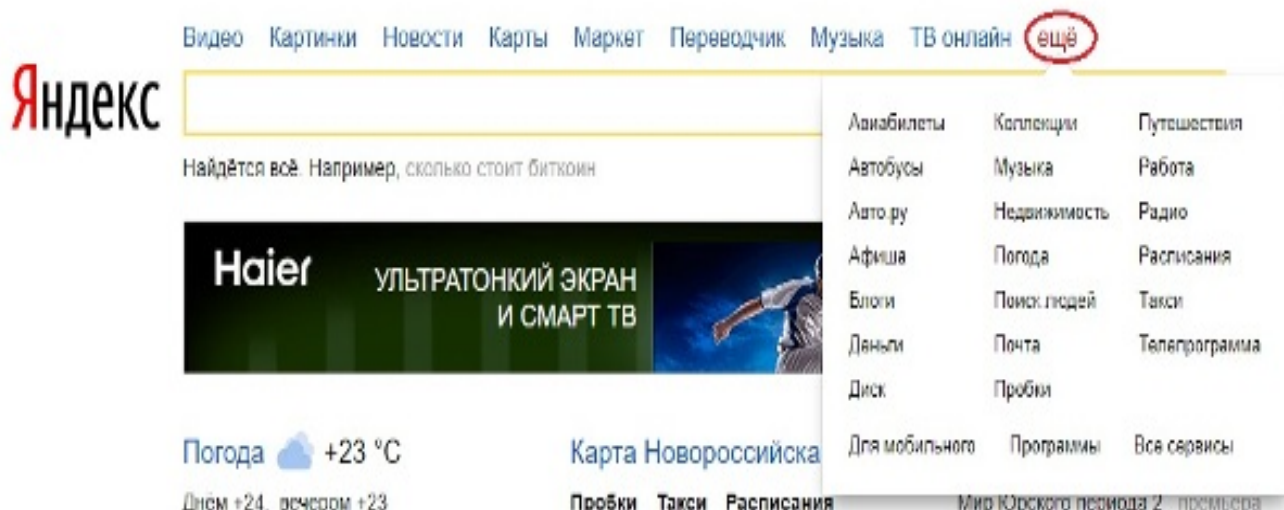 Видео Картинки Новости Карты Маркет Переводчик Музыка ТВ онлайн ещё
Яндекс
Найдётся всё. Например, сколько стоит биткоин
Авиабилеты Коллекции Путешествия
Автобусы Музыка Работа
Авто.ру Недвижимость Радио
Афиша Погода Расписания
Блоги Поиск людей Такси
Деньги Почта Телепрограмма
Диск Пробки
Для мобильного Программы Все сервисы
Haier УЛЬТРАТОНКИЙ ЭКРАН
И СМАРТ ТВ
Погода +23 °C Карта Новороссийска
Днём +24, вечером +23 Пробки Такси Расписания Мир Юрского периода 2 премьера